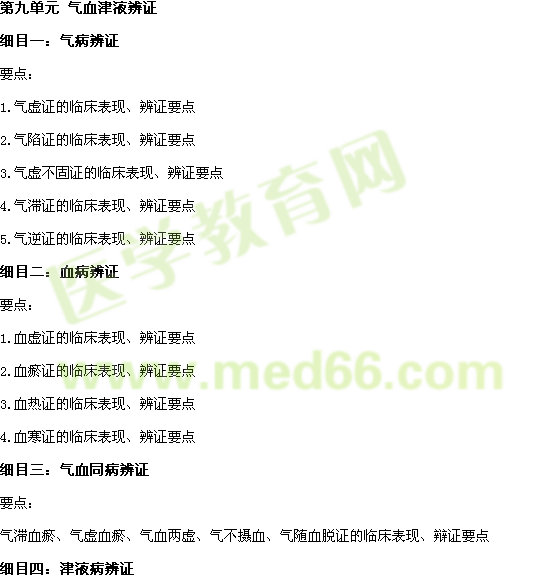 第九单元 气血津液辨证
细目一：气病辨证
要点：
1.气虚证的临床表现、辨证要点
2.气陷证的临床表现、辨证要点
3.气虚不固证的临床表现、辨证要点
4.气滞证的临床表现、辨证要点
5.气逆证的临床表现、辨证要点
细目二：血病辨证
要点：
1.血虚证的临床表现、辨证要点
2.血瘀证的临床表现、辨证要点
3.血热证的临床表现、辨证要点
4.血寒证的临床表现、辨证要点
细目三：气血同病辨证
要点：
气滞血瘀、气虚血瘀、气血两虚、气不摄血、气随血脱证的临床表现、辩证要点
细目四：津液病辨证
医学教育网
www.med66.com